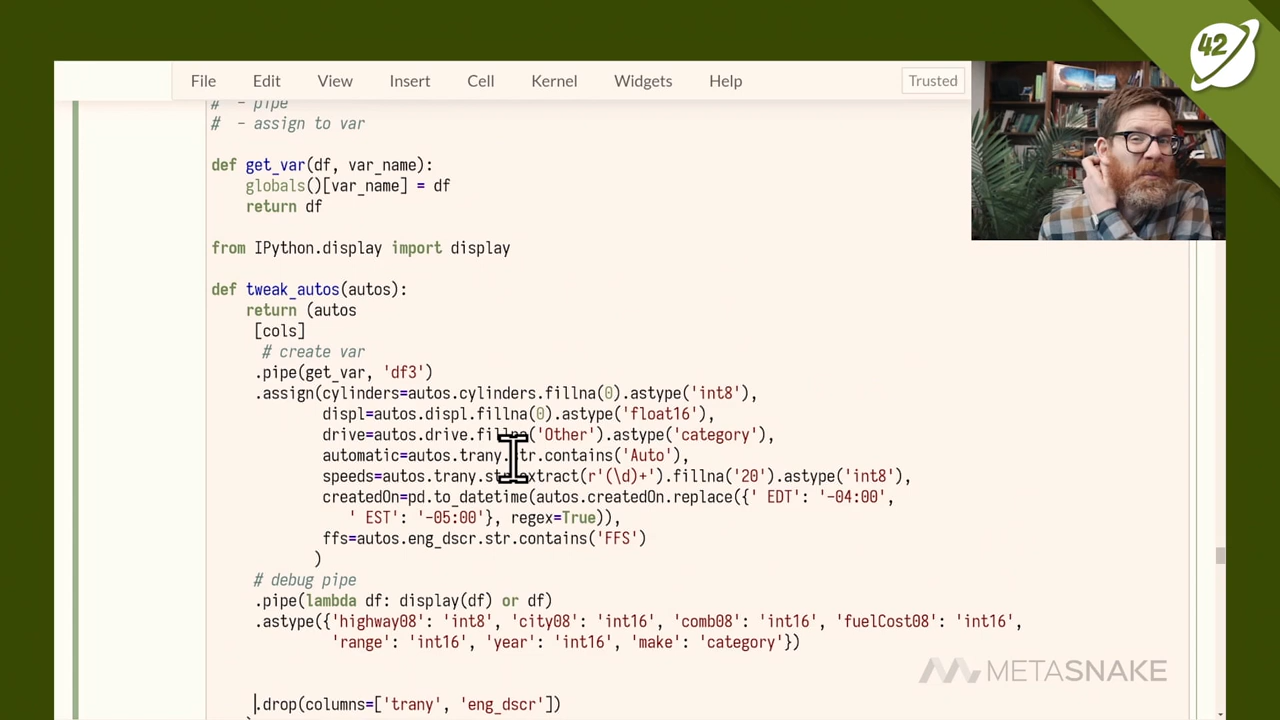 42
File Edit View Insert Cell Kernel Widgets Help Trusted
# - pipe
# - assign to var
def get_var(df, var_name):
globals()[var_name] = df
return df
from IPython.display import display
def tweak_autos(autos):
return (autos
[cols]
# create var
.pipe(get_var, 'df3')
.assign(cylinders=autos.cylinders.fillna(0).astype('int8'),
displ=autos.displ.fillna(0).astype('float16'),
drive=autos.drive.fillna('Other').astype('category'),
automatic=autos.trany.str.contains('Auto'),
speeds=autos.trany.str.extract(r'(\d)+').fillna('20').astype('int8'),
createdOn=pd.to_datetime(autos.createdOn.replace({' EDT': '-04:00',
' EST': '-05:00'}, regex=True)),
ffs=autos.eng_dscr.str.contains('FFS')
)
# debug pipe
.pipe(lambda df: display(df) or df)
.astype({'highway08': 'int8', 'city08': 'int16', 'comb08': 'int16', 'fuelCost08': 'int16',
'range': 'int16', 'year': 'int16', 'make': 'category'})
METASNAKE
.drop(columns=['trany', 'eng_dscr'])